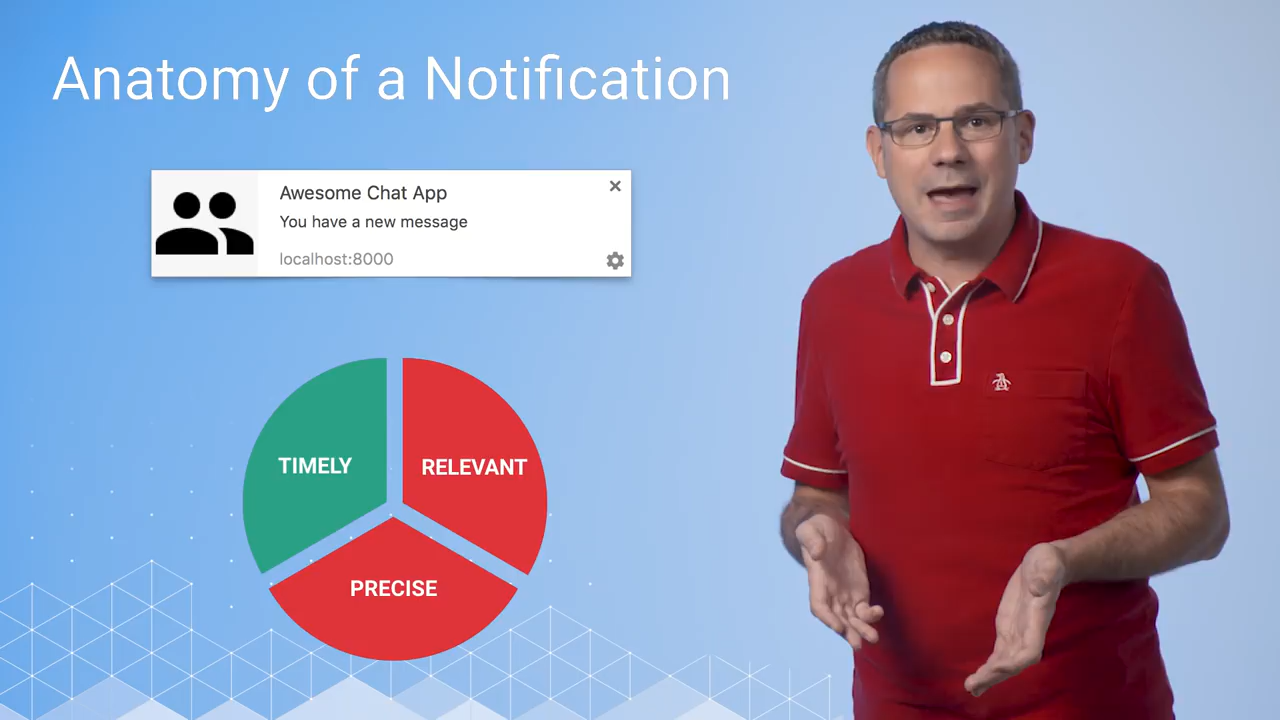 Anatomy of a Notification
Awesome Chat App
You have a new message
localhost:8000
TIMELY
RELEVANT
PRECISE